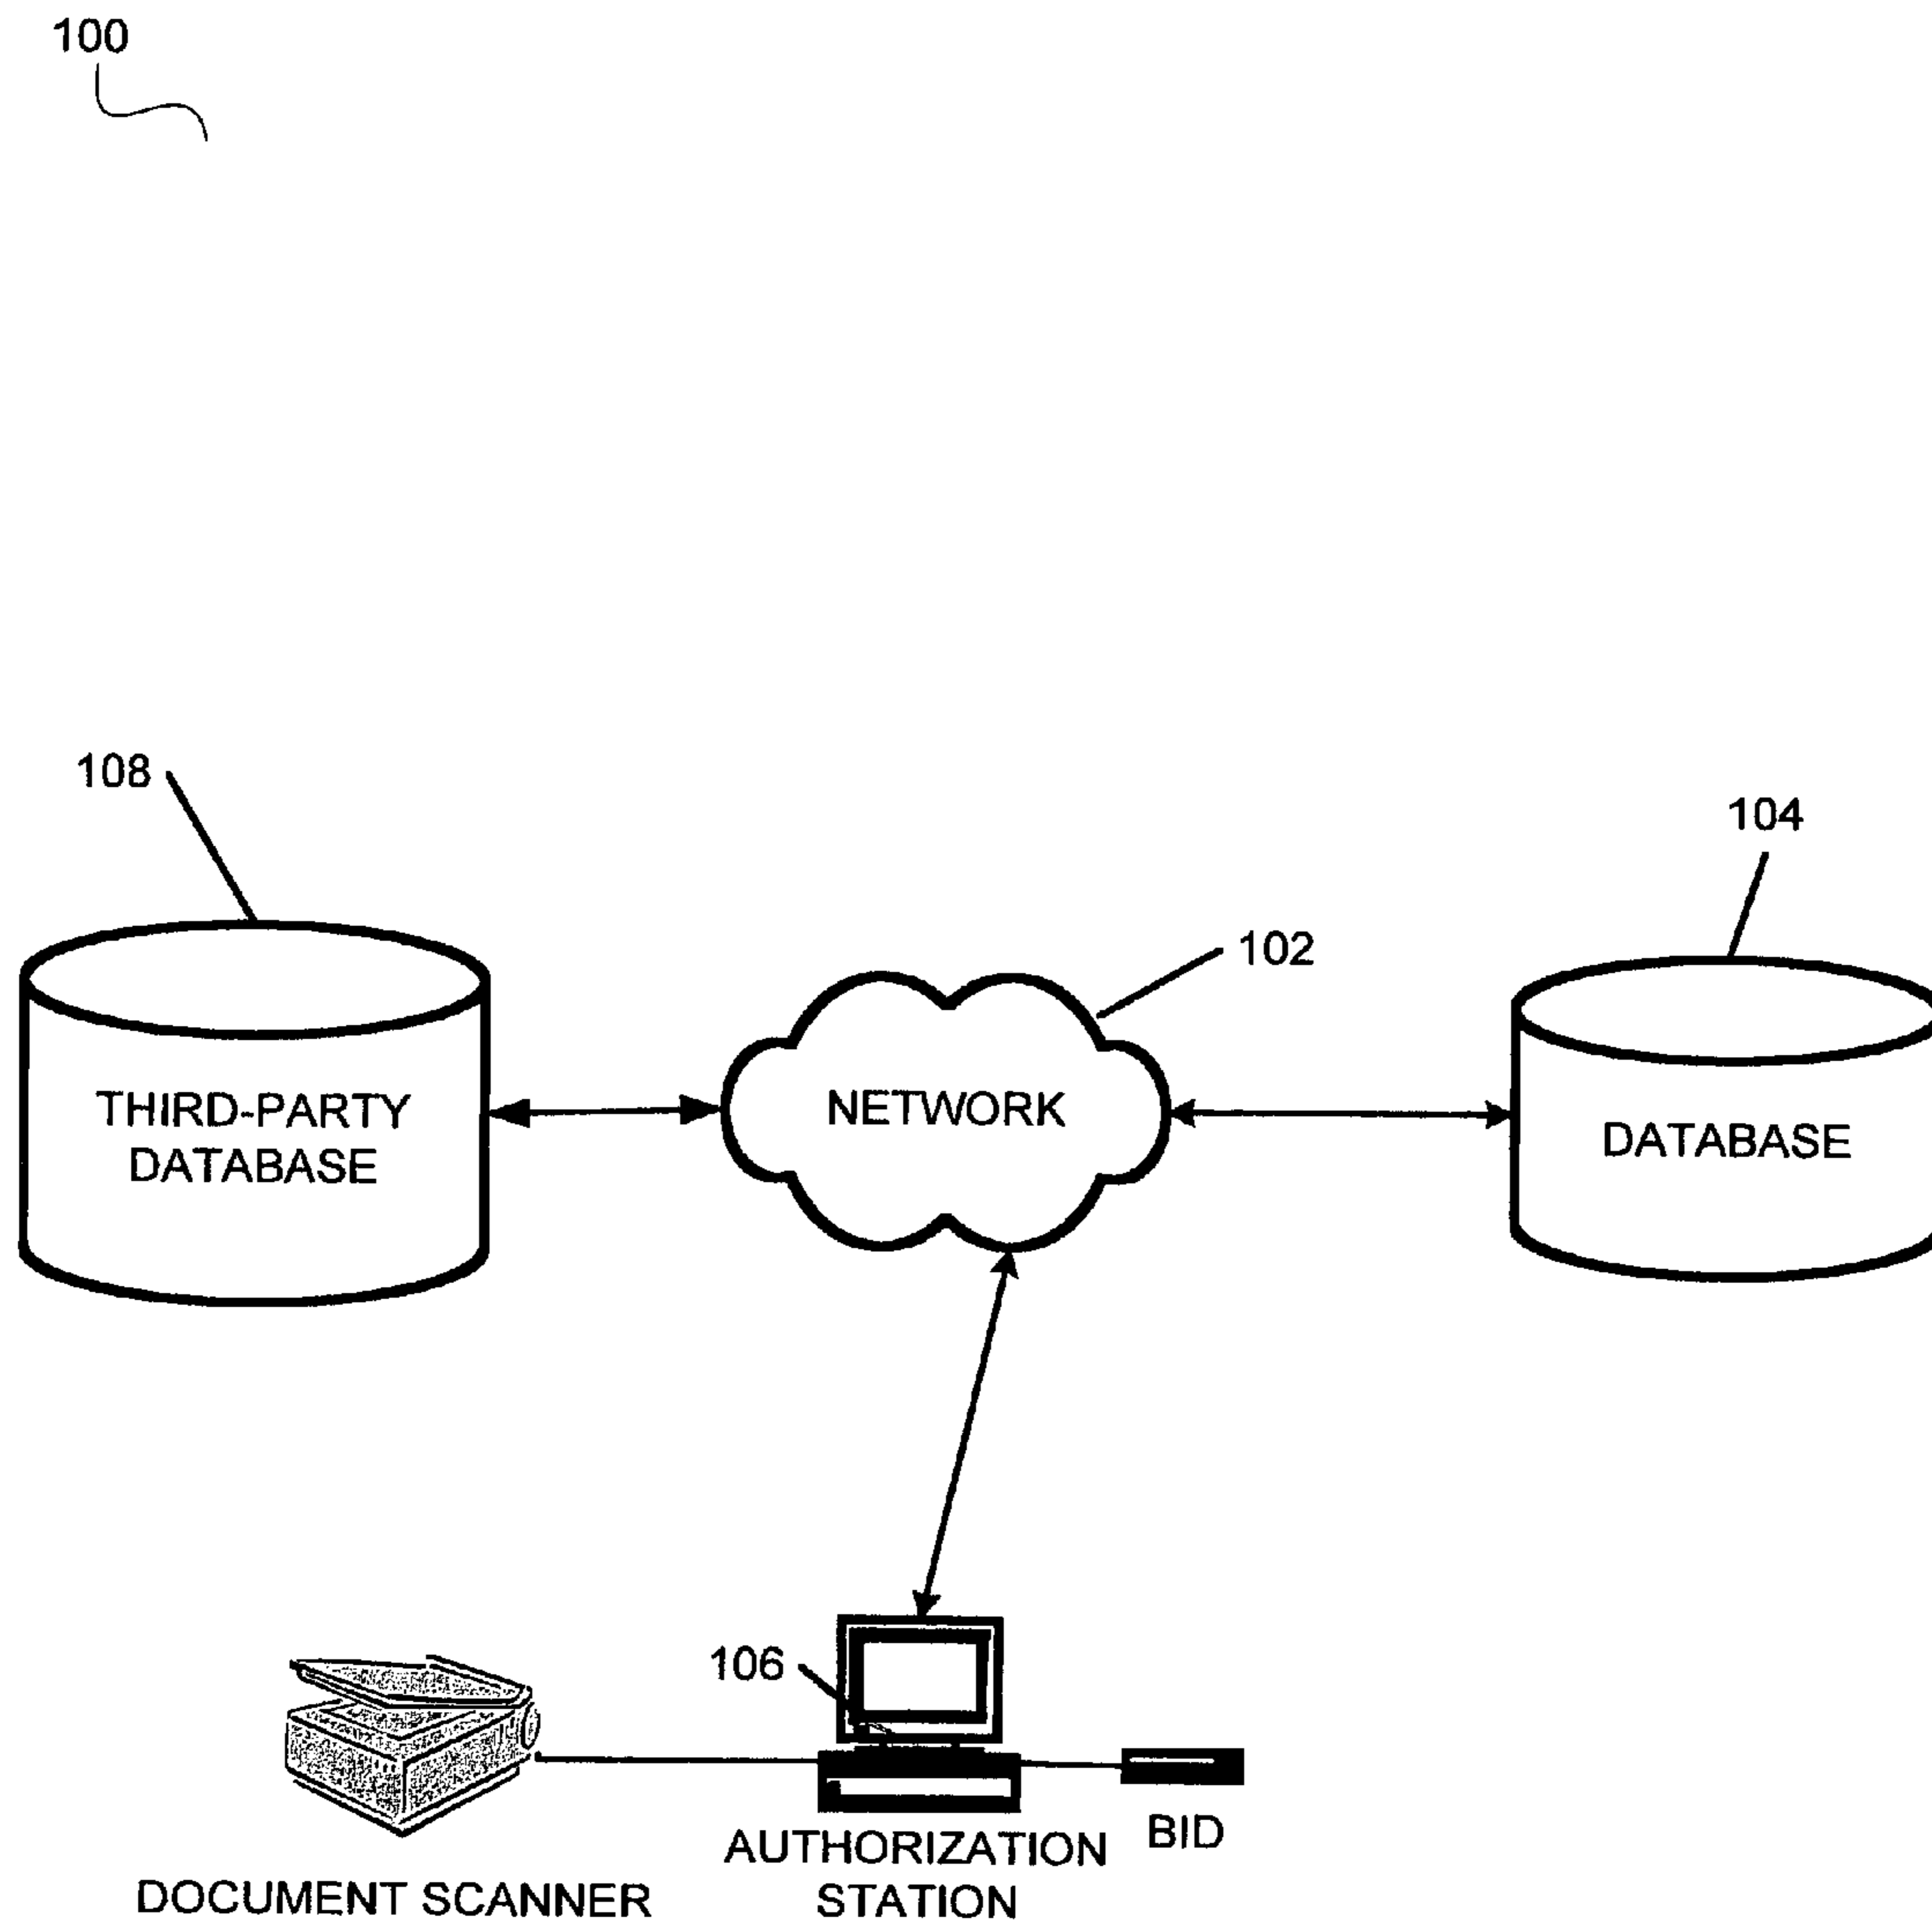 100
108
104
102
THIRD-PARTY
DATABASE
NETWORK
DATABASE
106
AUTHORIZATION
STATION
BID
DOCUMENT SCANNER